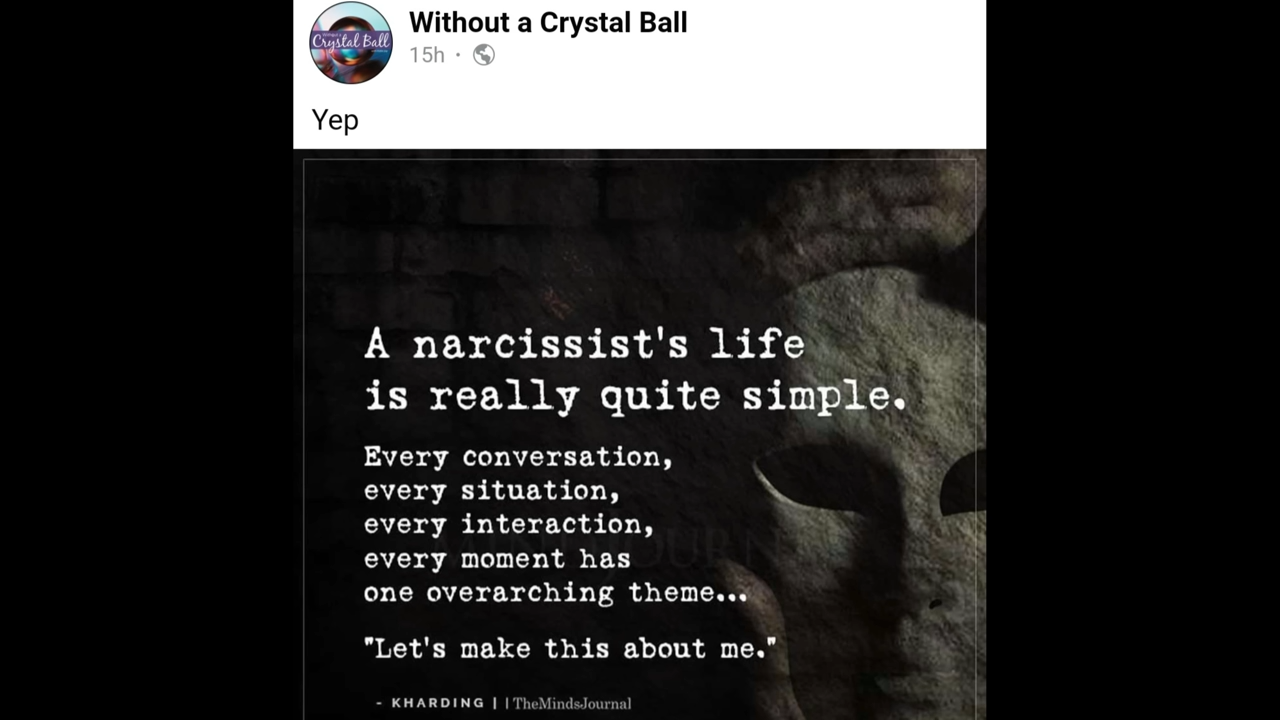 Crystal Ball
Without a Crystal Ball
15h ·
Yep
A narcissist's life
is really quite simple.
Every conversation,
every situation,
every interaction,
every moment has
one overarching theme...
"Let's make this about me."
- KHARDING | | TheMindsJournal